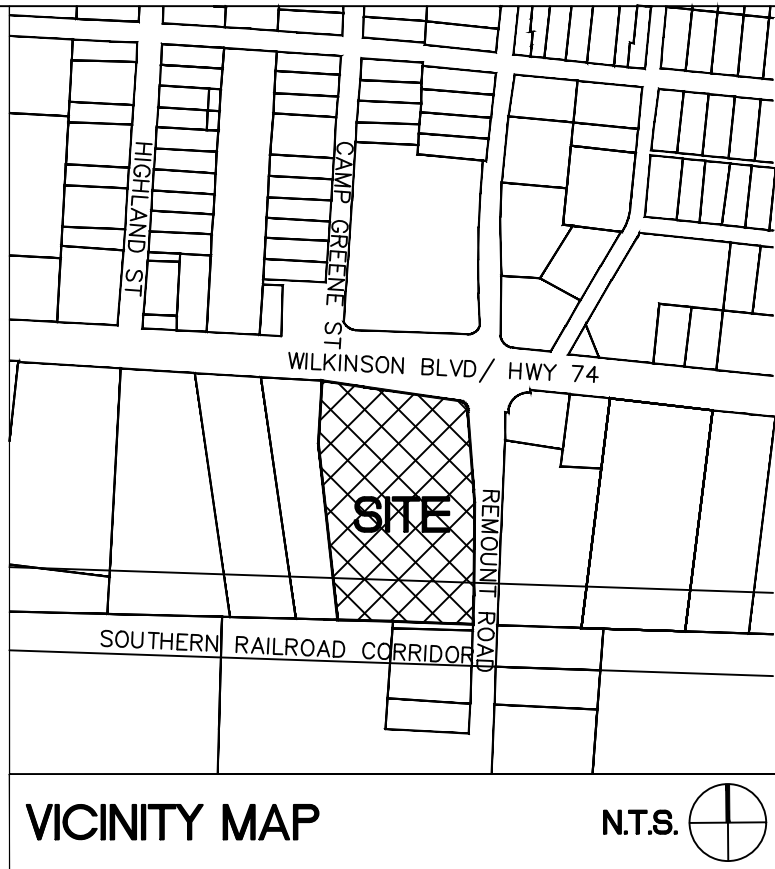 HIGHLAND ST
CAMP GREENE ST
WILKINSON BLVD/ HWY 74
SITE
REMOUNT ROAD
SOUTHERN RAILROAD CORRIDOR
VICINITY MAP
N.T.S.